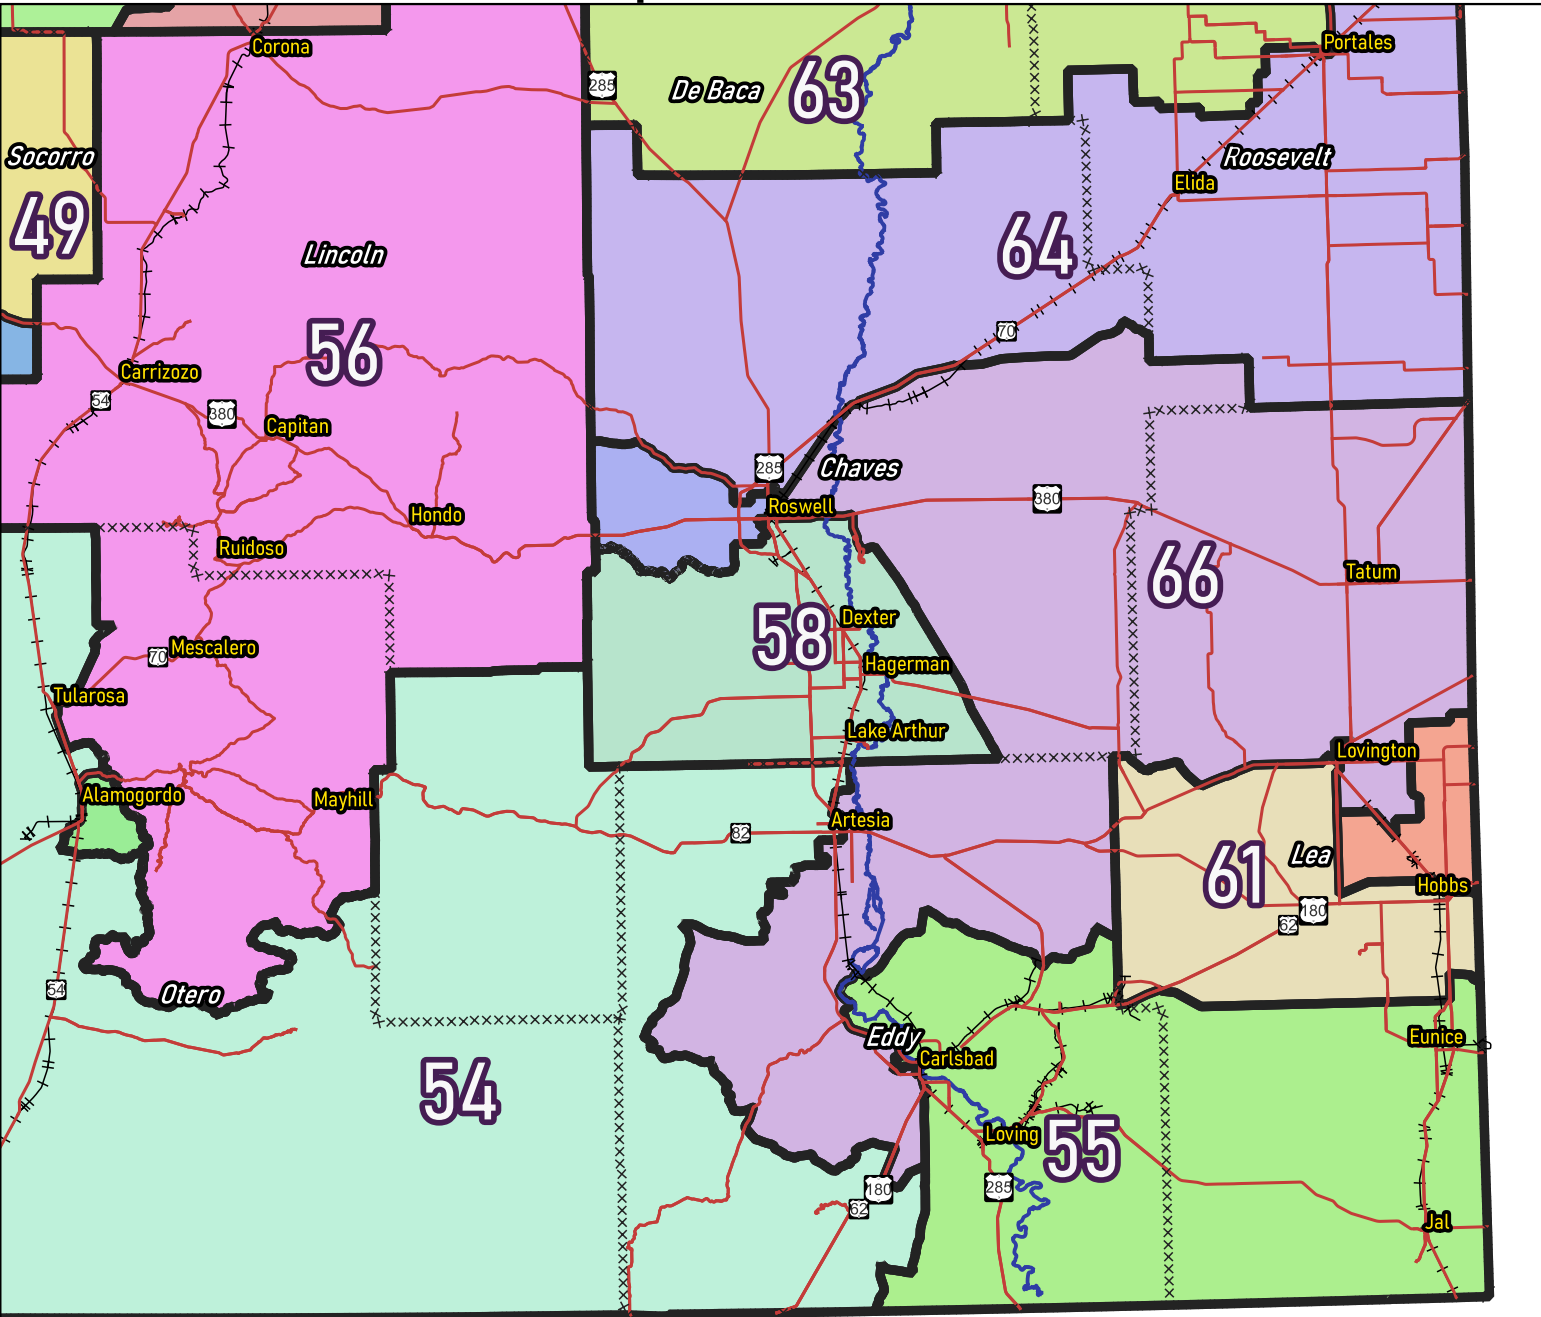 Corona
Portales
285
De Baca
63
Socorro
Roosevelt
Elida
49
Lincoln
64
56
70
Carrizozo
54
380
Capitan
285
Chaves
Roswell
380
Hondo
Ruidoso
66
Tatum
58
Dexter
Mescalero
70
Hagerman
Tularosa
Lake Arthur
Lovington
Alamogordo
Mayhill
Artesia
82
61
Lea
Hobbs
180
62
54
Otero
Eddy
Eunice
Carlsbad
54
Loving
55
180
285
62
Jal